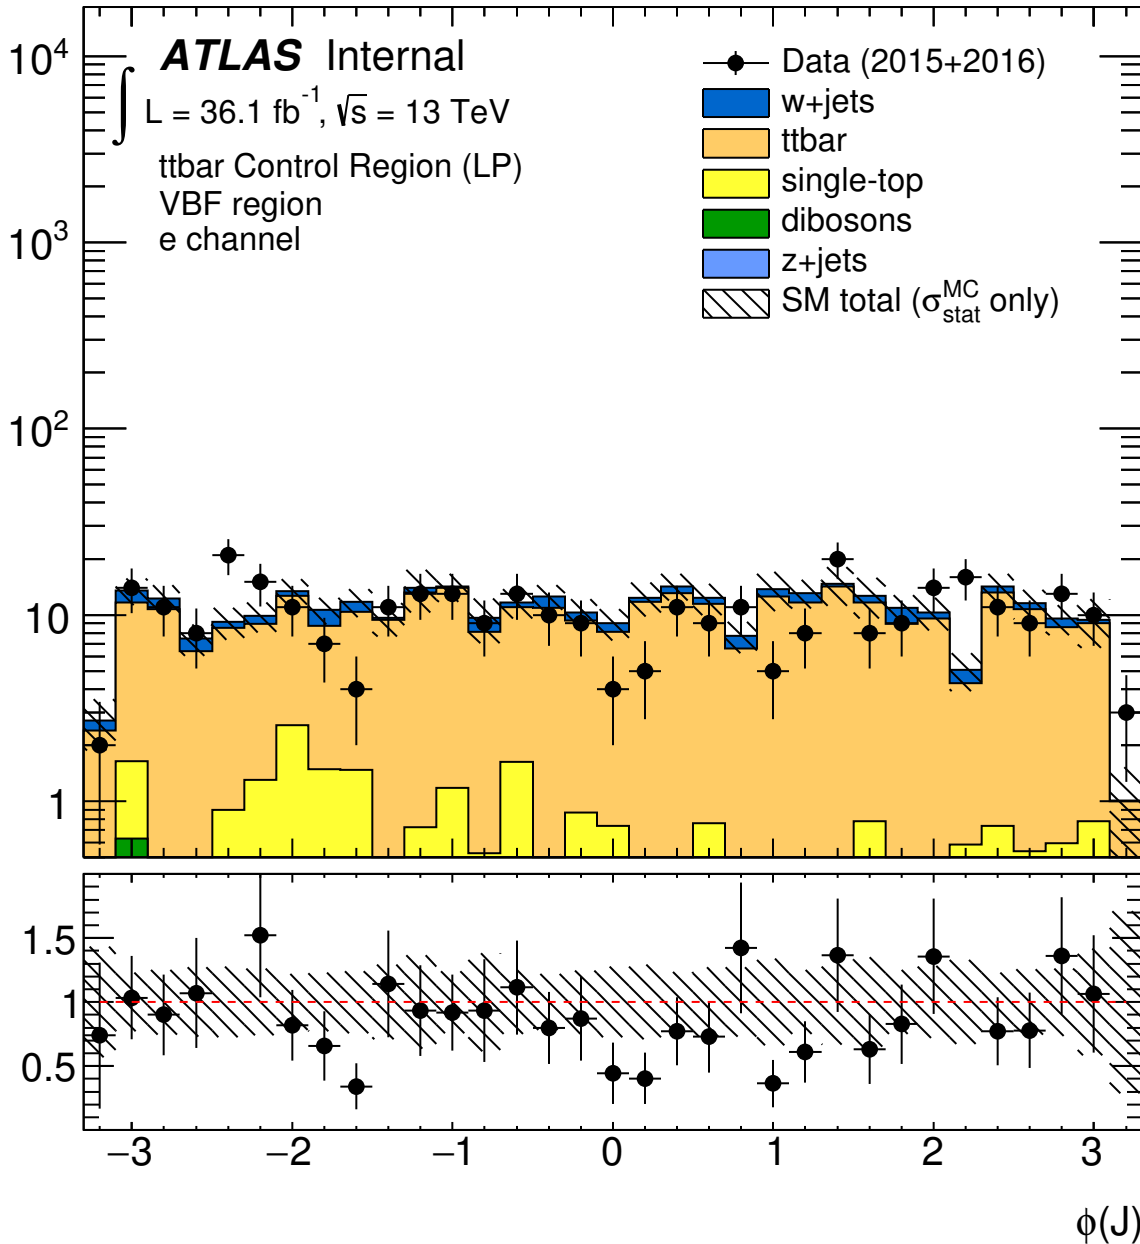 ATLAS Internal
∫ L = 36.1 fb⁻¹, √s = 13 TeV
ttbar Control Region (LP)
VBF region
e channel
Data (2015+2016)
w+jets
ttbar
single-top
dibosons
z+jets
SM total (σ_stat^MC only)
10⁴
10³
10²
10
1
1.5
1
0.5
−3 −2 −1 0 1 2 3
ϕ(J)